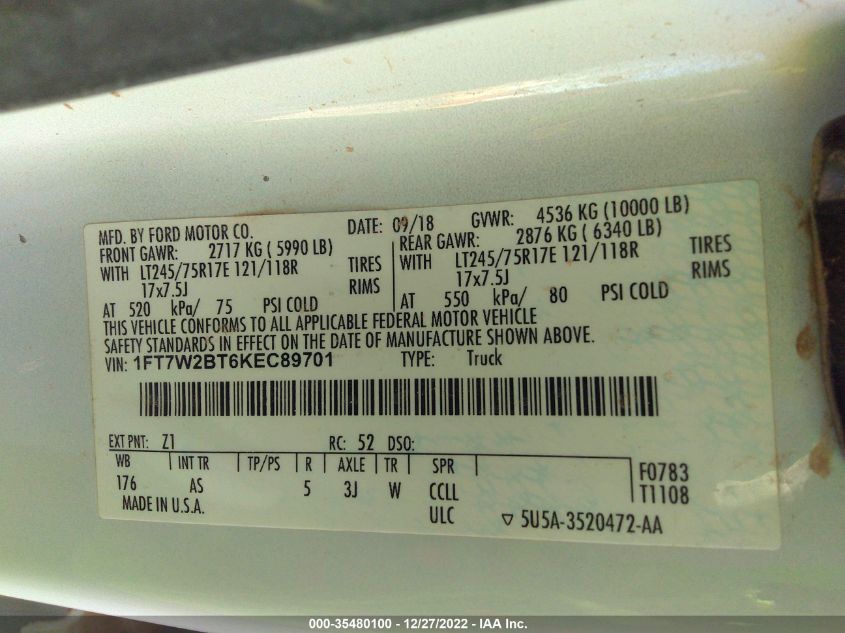 MFD. BY FORD MOTOR CO. DATE: 09/18 GVWR: 4536 KG (10000 LB)
FRONT GAWR: 2717 KG ( 5990 LB) REAR GAWR: 2876 KG ( 6340 LB)
WITH LT245/75R17E 121/118R TIRES WITH LT245/75R17E 121/118R TIRES
17x7.5J RIMS 17x7.5J RIMS
AT 520 kPa/ 75 PSI COLD AT 550 kPa/ 80 PSI COLD
THIS VEHICLE CONFORMS TO ALL APPLICABLE FEDERAL MOTOR VEHICLE
SAFETY STANDARDS IN EFFECT ON THE DATE OF MANUFACTURE SHOWN ABOVE.
VIN: 1FT7W2BT6KEC89701 TYPE: Truck
EXT PNT: Z1 RC: 52 DSO:
WB INT TR TP/PS R AXLE TR SPR F0783
176 AS 5 3J W CCLL T1108
MADE IN U.S.A. ULC ▽ 5U5A-3520472-AA
000-35480100 - 12/27/2022 - IAA Inc.